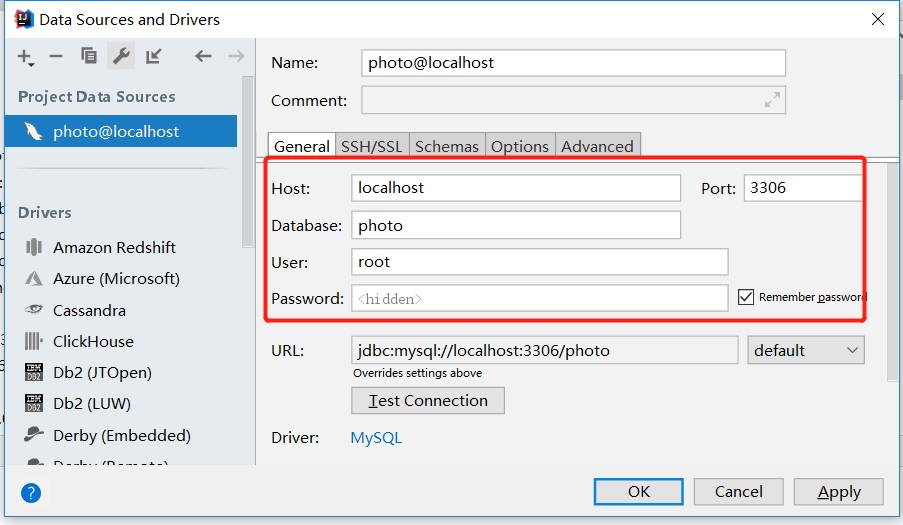 Data Sources and Drivers
Project Data Sources
photo@localhost
Drivers
Amazon Redshift
Azure (Microsoft)
Cassandra
ClickHouse
Db2 (JTOpen)
Db2 (LUW)
Derby (Embedded)
Derby (Remote)
Name: photo@localhost
Comment:
General SSH/SSL Schemas Options Advanced
Host: localhost Port: 3306
Database: photo
User: root
Password: <hidden> Remember password
URL: jdbc:mysql://localhost:3306/photo default
Overrides settings above
Test Connection
Driver: MySQL
? OK Cancel Apply